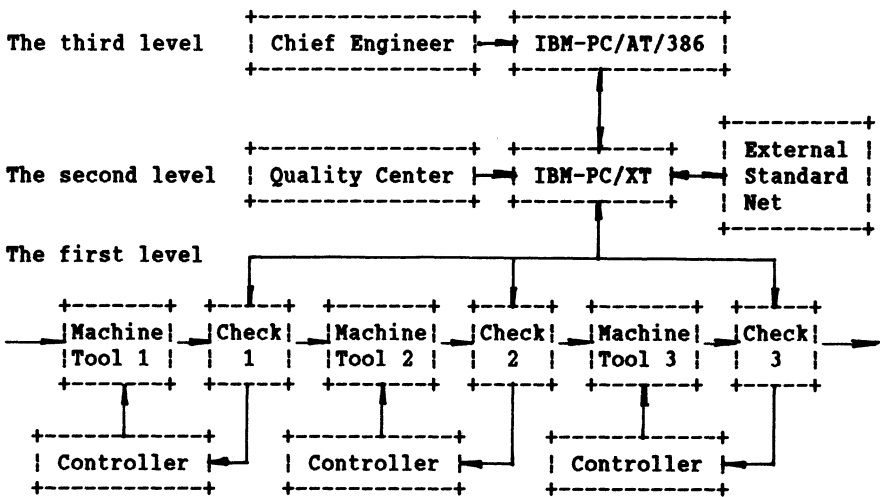 The third level
Chief Engineer
IBM-PC/AT/386
The second level
Quality Center
IBM-PC/XT
External
Standard
Net
The first level
Machine
Tool 1
Check
1
Machine
Tool 2
Check
2
Machine
Tool 3
Check
3
Controller
Controller
Controller